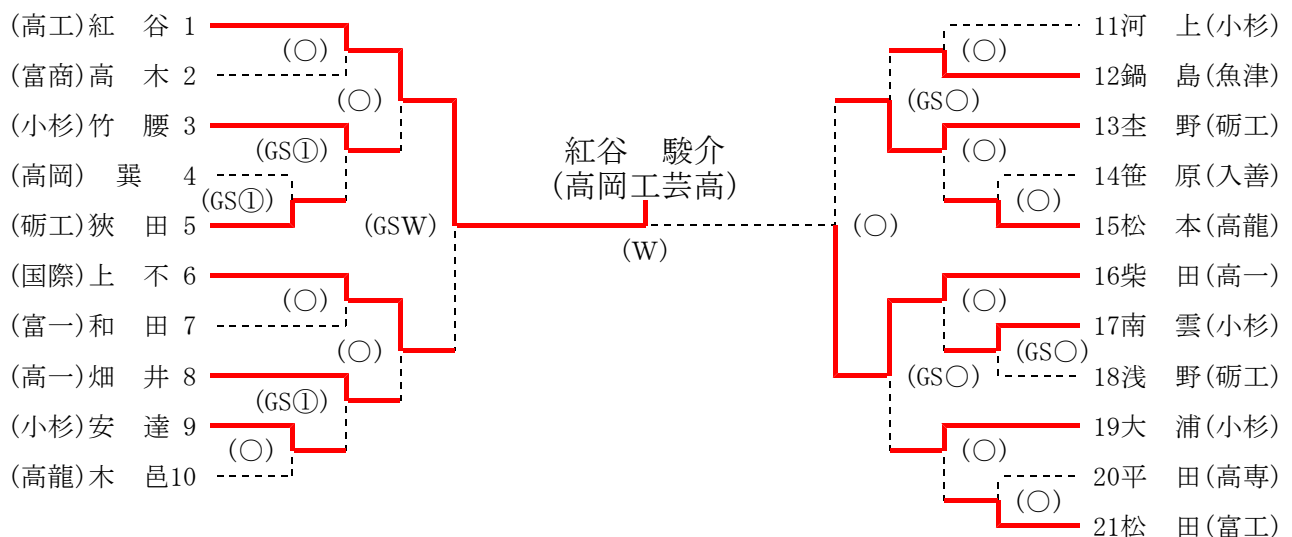 (高工)紅　谷 1
(○)
(富商)高　木 2
(○)
(小杉)竹　腰 3
(GS①)
(高岡)　巽　 4
(GS①)
(砺工)狹　田 5
(GSW)
(国際)上　不 6
(○)
(富一)和　田 7
(○)
(高一)畑　井 8
(GS①)
(小杉)安　達 9
(○)
(高龍)木　邑10
紅谷　駿介
(高岡工芸高)
(W)
11河　上(小杉)
(○)
12鍋　島(魚津)
(GS○)
13杢　野(砺工)
(○)
14笹　原(入善)
(○)
15松　本(高龍)
(○)
16柴　田(高一)
(○)
17南　雲(小杉)
(GS○)
18浅　野(砺工)
(GS○)
19大　浦(小杉)
(○)
20平　田(高専)
(○)
21松　田(富工)